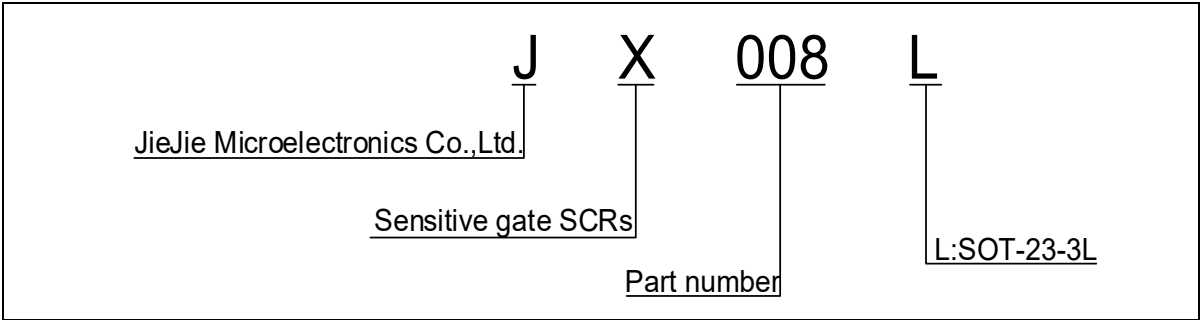 J X 008 L
JieJie Microelectronics Co.,Ltd.
Sensitive gate SCRs
L:SOT-23-3L
Part number